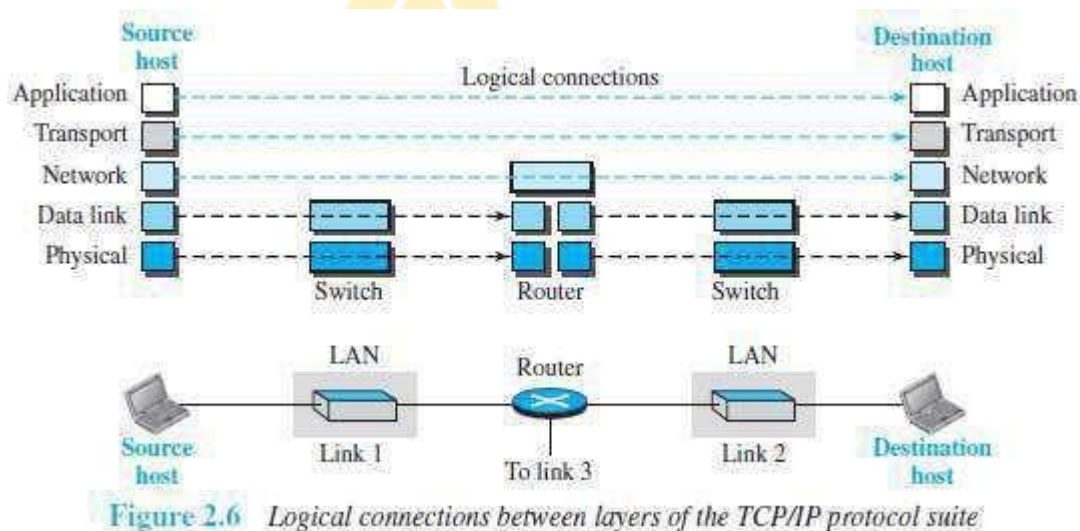 Source host
Destination host
Logical connections
Application
Application
Transport
Transport
Network
Network
Data link
Data link
Physical
Physical
Switch
Router
Switch
LAN
Router
LAN
Source host
Link 1
To link 3
Link 2
Destination host
Figure 2.6 Logical connections between layers of the TCP/IP protocol suite